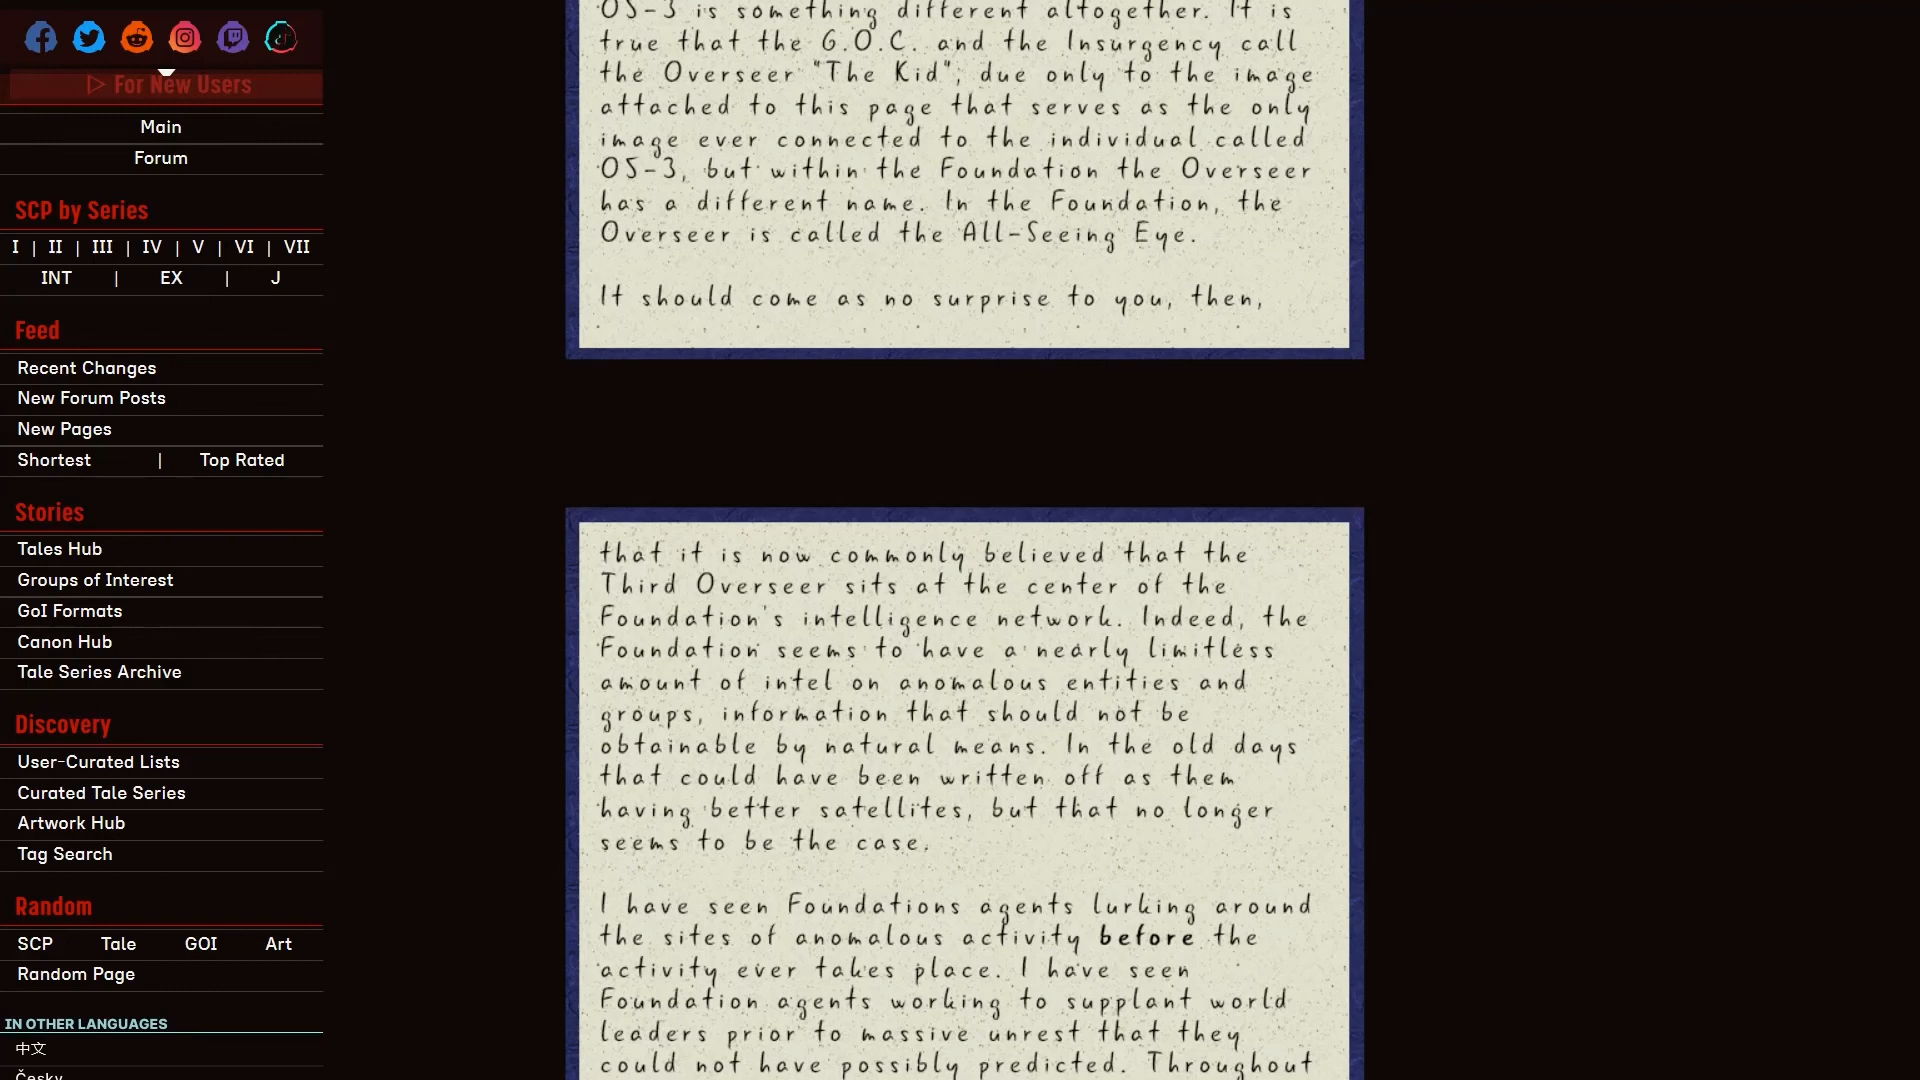 ▷ For New Users
Main
Forum
SCP by Series
I | II | III | IV | V | VI | VII
INT | EX | J
Feed
Recent Changes
New Forum Posts
New Pages
Shortest | Top Rated
Stories
Tales Hub
Groups of Interest
GoI Formats
Canon Hub
Tale Series Archive
Discovery
User-Curated Lists
Curated Tale Series
Artwork Hub
Tag Search
Random
SCP Tale GOI Art
Random Page
IN OTHER LANGUAGES
中文
Česky
OS-3 is something different altogether. It is
true that the G.O.C. and the Insurgency call
the Overseer "The Kid", due only to the image
attached to this page that serves as the only
image ever connected to the individual called
OS-3, but within the Foundation the Overseer
has a different name. In the Foundation, the
Overseer is called the All-Seeing Eye.
It should come as no surprise to you, then,
that it is now commonly believed that the
Third Overseer sits at the center of the
Foundation's intelligence network. Indeed, the
Foundation seems to have a nearly limitless
amount of intel on anomalous entities and
groups, information that should not be
obtainable by natural means. In the old days
that could have been written off as them
having better satellites, but that no longer
seems to be the case.
I have seen Foundations agents lurking around
the sites of anomalous activity before the
activity ever takes place. I have seen
Foundation agents working to supplant world
leaders prior to massive unrest that they
could not have possibly predicted. Throughout